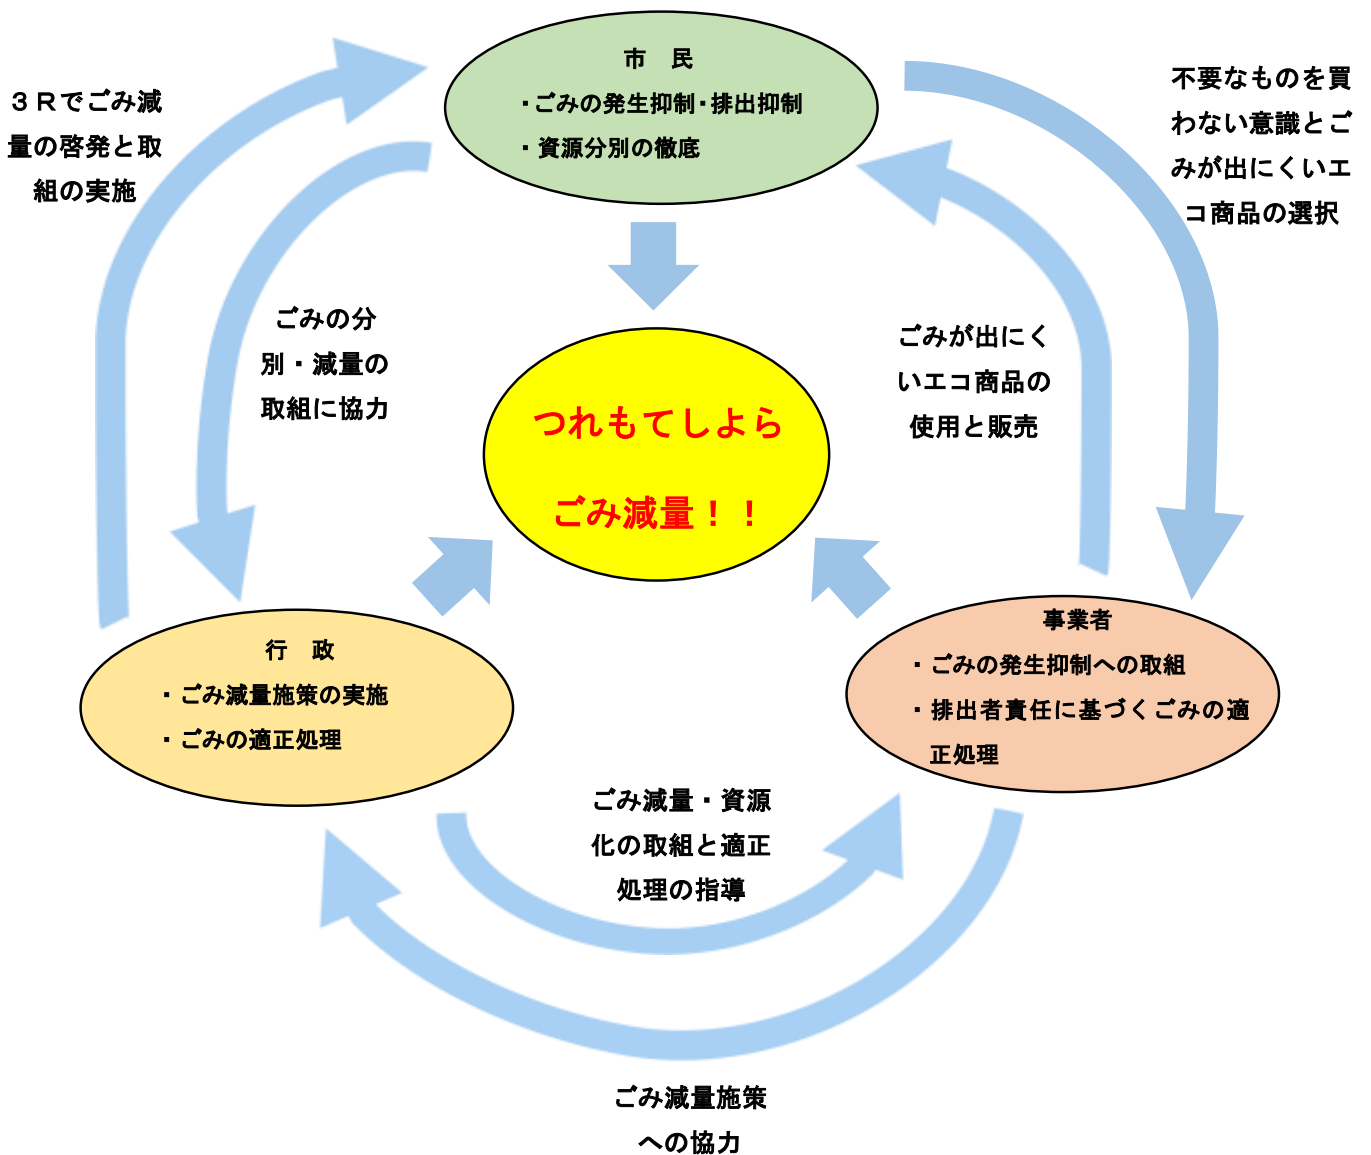 市　民
・ごみの発生抑制・排出抑制
・資源分別の徹底
３Ｒでごみ減
量の啓発と取
組の実施
不要なものを買
わない意識とご
みが出にくいエ
コ商品の選択
ごみの分
別・減量の
取組に協力
ごみが出にく
いエコ商品の
使用と販売
つれもてしよら
ごみ減量！！
行　政
・ごみ減量施策の実施
・ごみの適正処理
事業者
・ごみの発生抑制への取組
・排出者責任に基づくごみの適
正処理
ごみ減量・資源
化の取組と適正
処理の指導
ごみ減量施策
への協力